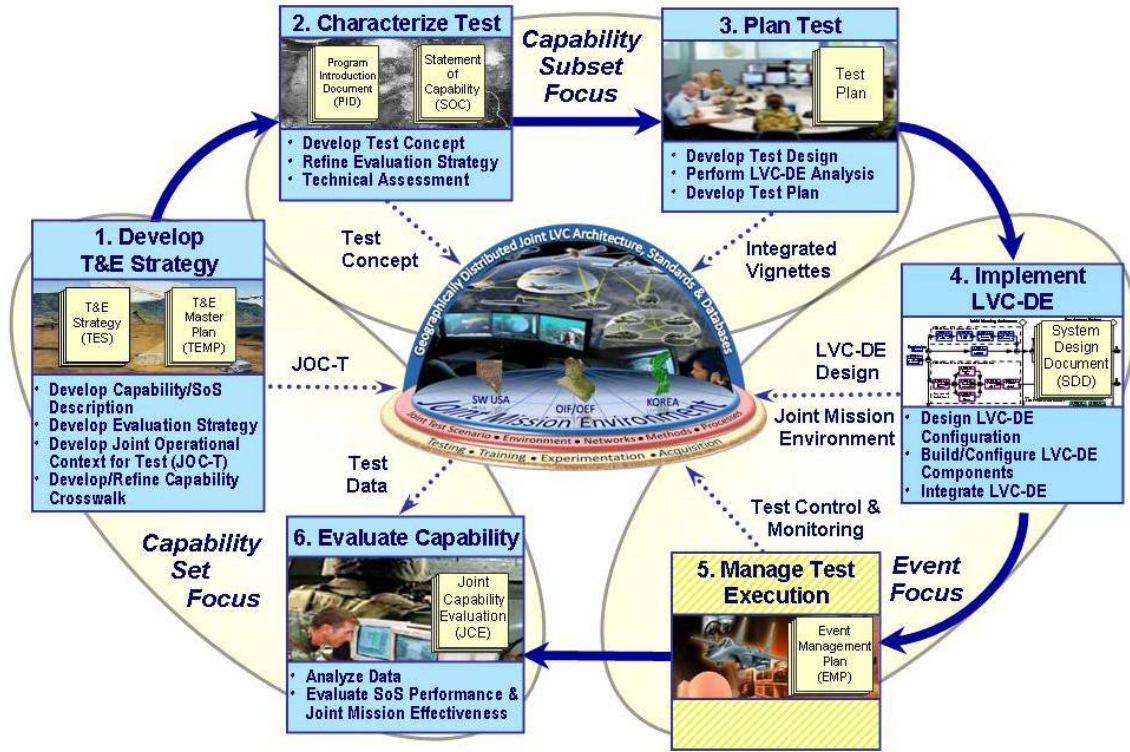 2. Characterize Test
Program
Introduction
Document
(PID)
Statement
of
Capability
(SOC)
• Develop Test Concept
• Refine Evaluation Strategy
• Technical Assessment
Capability
Subset
Focus
3. Plan Test
Test
Plan
• Develop Test Design
• Perform LVC-DE Analysis
• Develop Test Plan
1. Develop
T&E Strategy
T&E
Strategy
(TES)
T&E
Master
Plan
(TEMP)
• Develop Capability/SoS
Description
• Develop Evaluation Strategy
• Develop Joint Operational
Context for Test (JOC-T)
• Develop/Refine Capability
Crosswalk
Test
Concept
Integrated
Vignettes
JOC-T
Geographically Distributed Joint LVC Architecture, Standards & Databases
SW USA
OIF/OEF
KOREA
Joint Mission Environment
Joint Test Scenario • Environment • Networks • Methods • Processes
Testing • Training • Experimentation • Acquisition
LVC-DE
Design
Joint Mission
Environment
4. Implement
LVC-DE
System
Design
Document
(SDD)
• Design LVC-DE
Configuration
• Build/Configure LVC-DE
Components
• Integrate LVC-DE
Test
Data
Test Control &
Monitoring
Capability
Set
Focus
6. Evaluate Capability
Joint
Capability
Evaluation
(JCE)
• Analyze Data
• Evaluate SoS Performance &
Joint Mission Effectiveness
5. Manage Test
Execution
Event
Management
Plan
(EMP)
Event
Focus